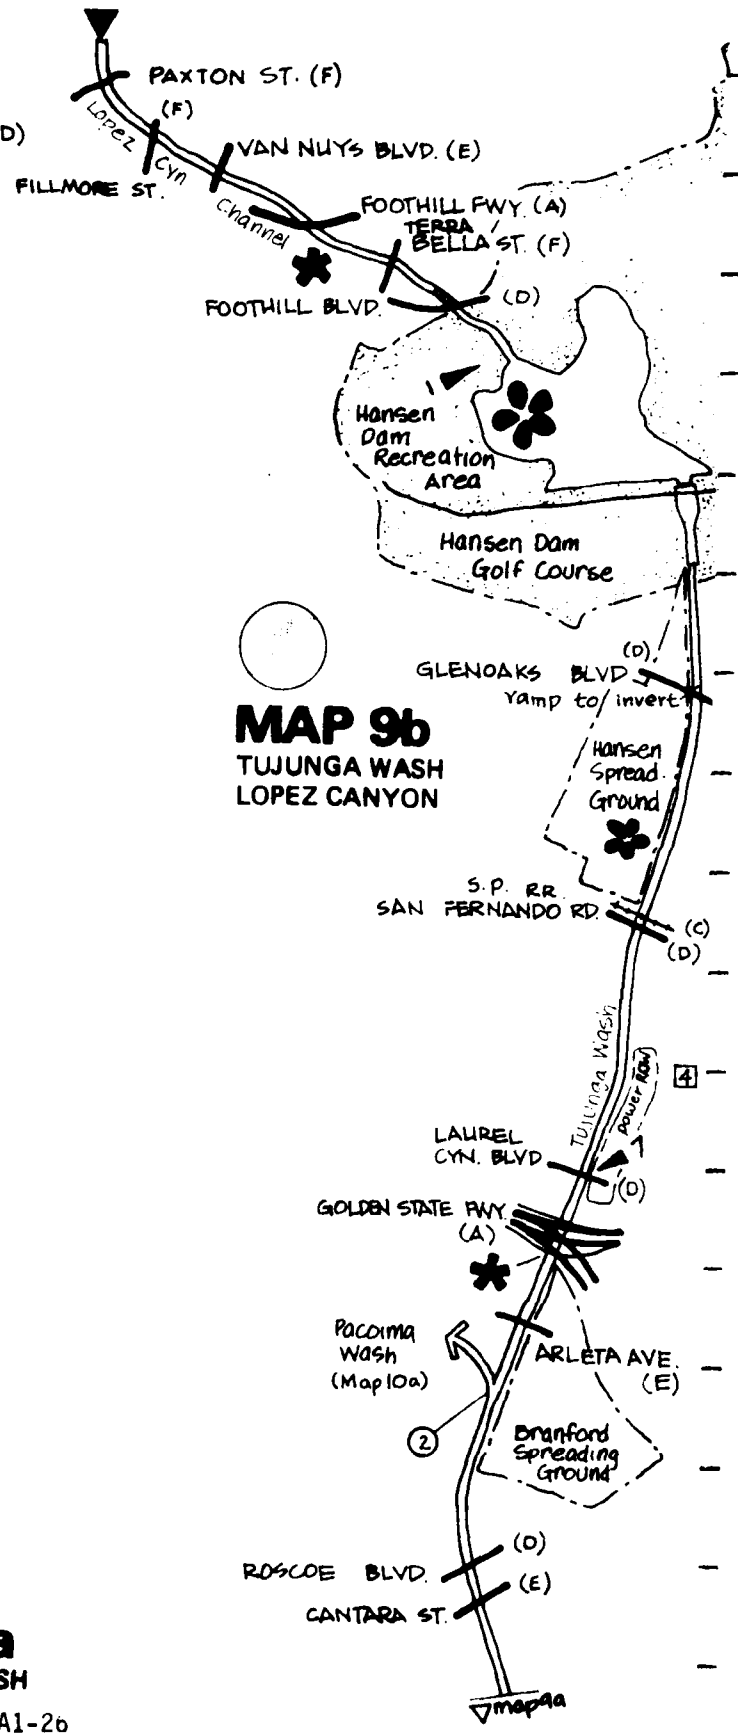 PAXTON ST. (F)
D)
(F)
Lopez Cyn Channel
VAN NUYS BLVD. (E)
FILLMORE ST.
FOOTHILL FWY. (A)
TERRA
BELLA ST. (F)
FOOTHILL BLVD.
(D)
Hansen
Dam
Recreation
Area
Hansen Dam
Golf Course
(D)
GLENOAKS BLVD
ramp to invert
MAP 9b
TUJUNGA WASH
LOPEZ CANYON
Hansen
Spread.
Ground
S.P. RR
SAN FERNANDO RD.
(C)
(D)
Tujunga Wash
power ROW
4
LAUREL
CYN. BLVD
(D)
GOLDEN STATE FWY.
(A)
Pacoima
Wash
(Map 10a)
ARLETA AVE.
(E)
2
Branford
Spreading
Ground
(D)
ROSCOE BLVD.
(E)
CANTARA ST.
map 9a
a
SH
A1-26